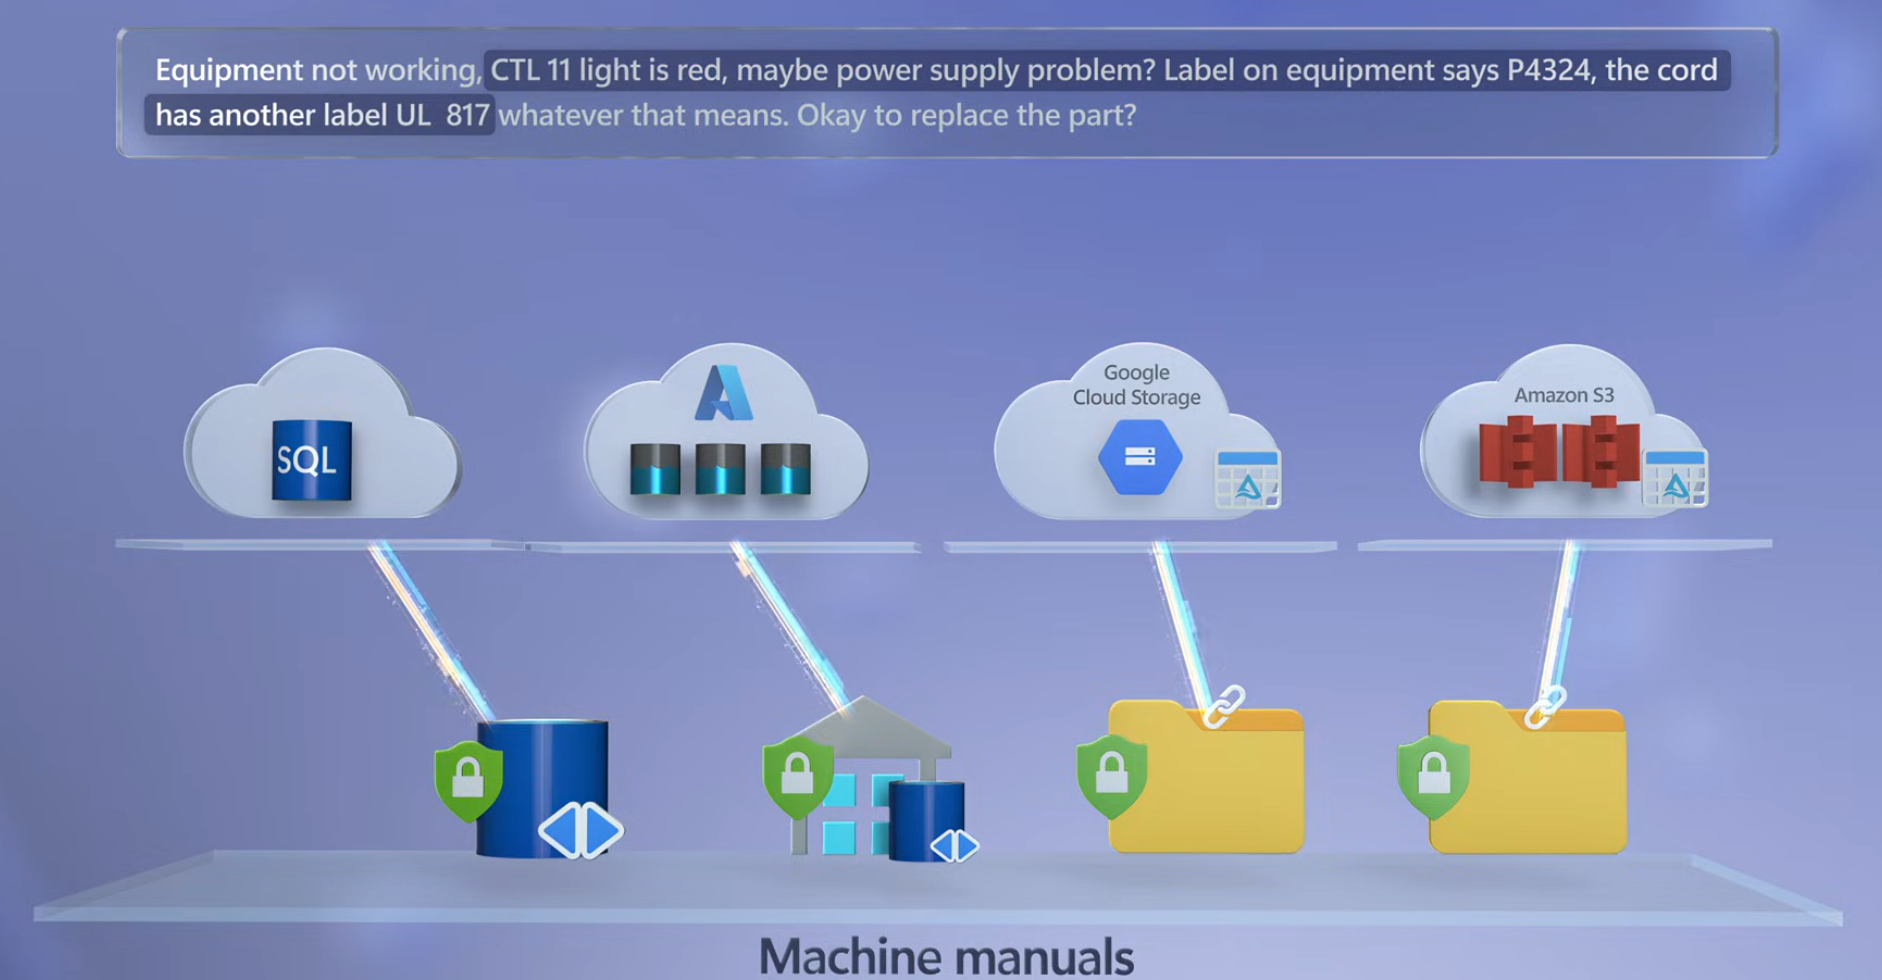 Equipment not working, CTL 11 light is red, maybe power supply problem? Label on equipment says P4324, the cord
has another label UL 817 whatever that means. Okay to replace the part?
SQL
Google
Cloud Storage
Amazon S3
Machine manuals